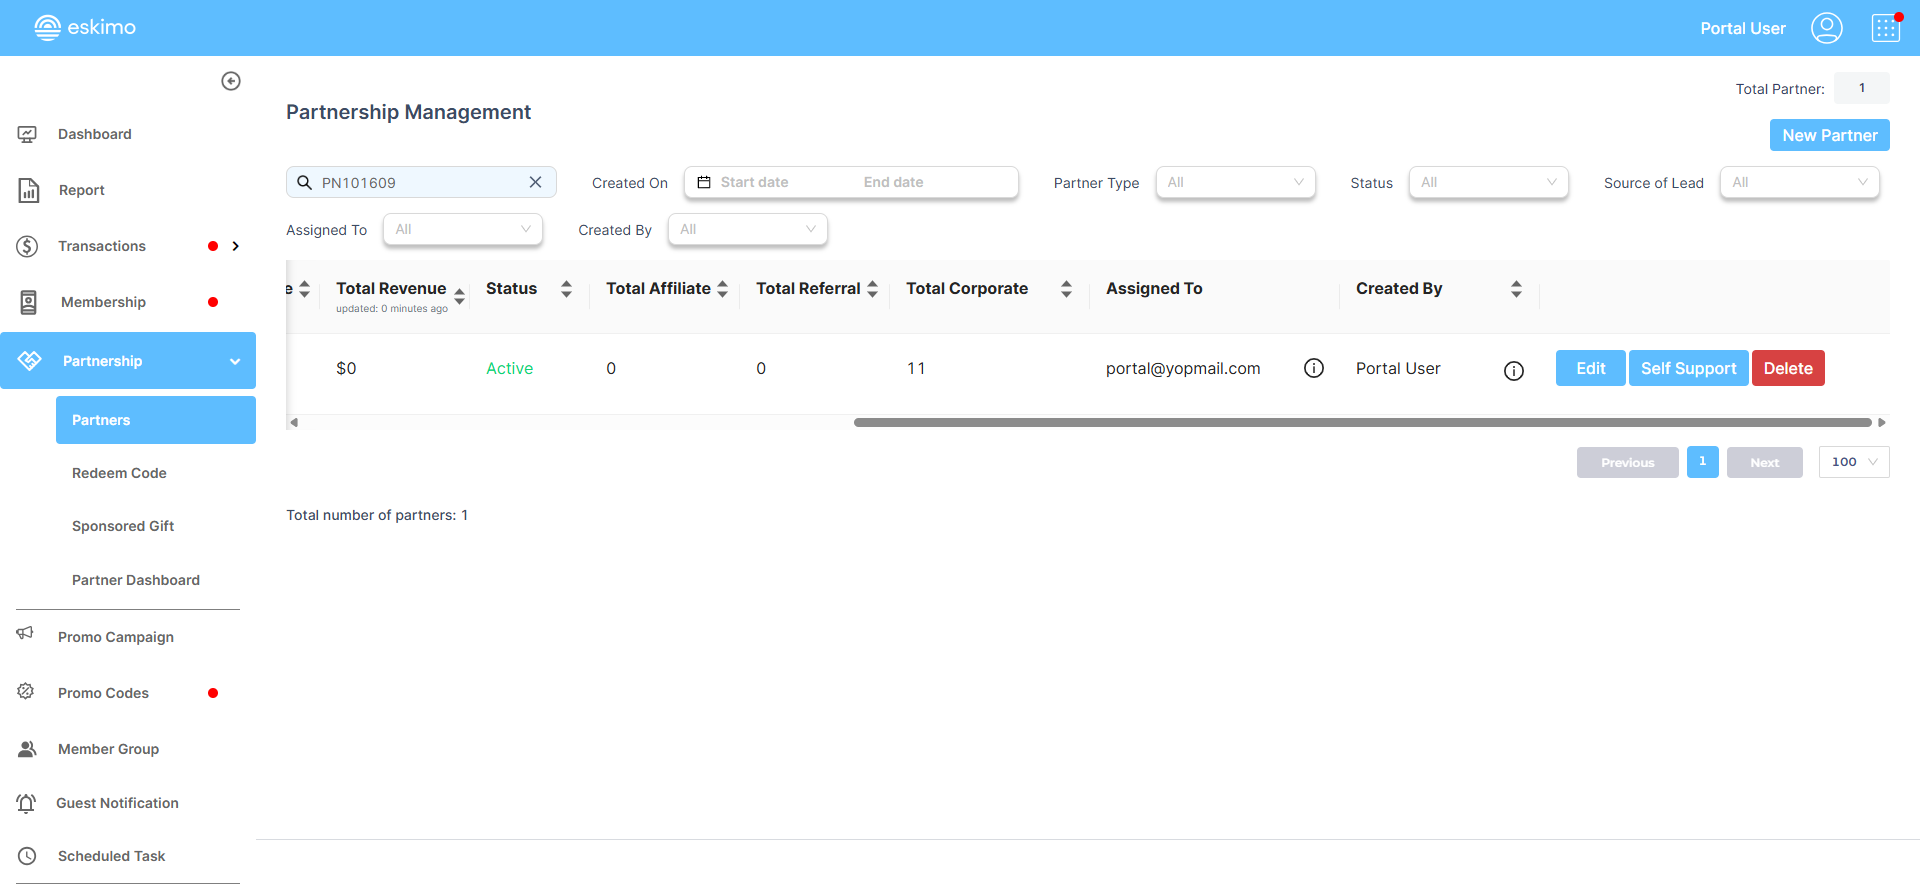 eskimo
Portal User
Total Partner: 1
Partnership Management
New Partner
Dashboard
Report
Transactions
Membership
Partnership
Partners
Redeem Code
Sponsored Gift
Partner Dashboard
Promo Campaign
Promo Codes
Member Group
Guest Notification
Scheduled Task
PN101609
Created On Start date End date
Partner Type All
Status All
Source of Lead All
Assigned To All
Created By All
e Total Revenue Status Total Affiliate Total Referral Total Corporate Assigned To Created By
updated: 0 minutes ago
$0 Active 0 0 11 portal@yopmail.com Portal User Edit Self Support Delete
Previous 1 Next 100
Total number of partners: 1